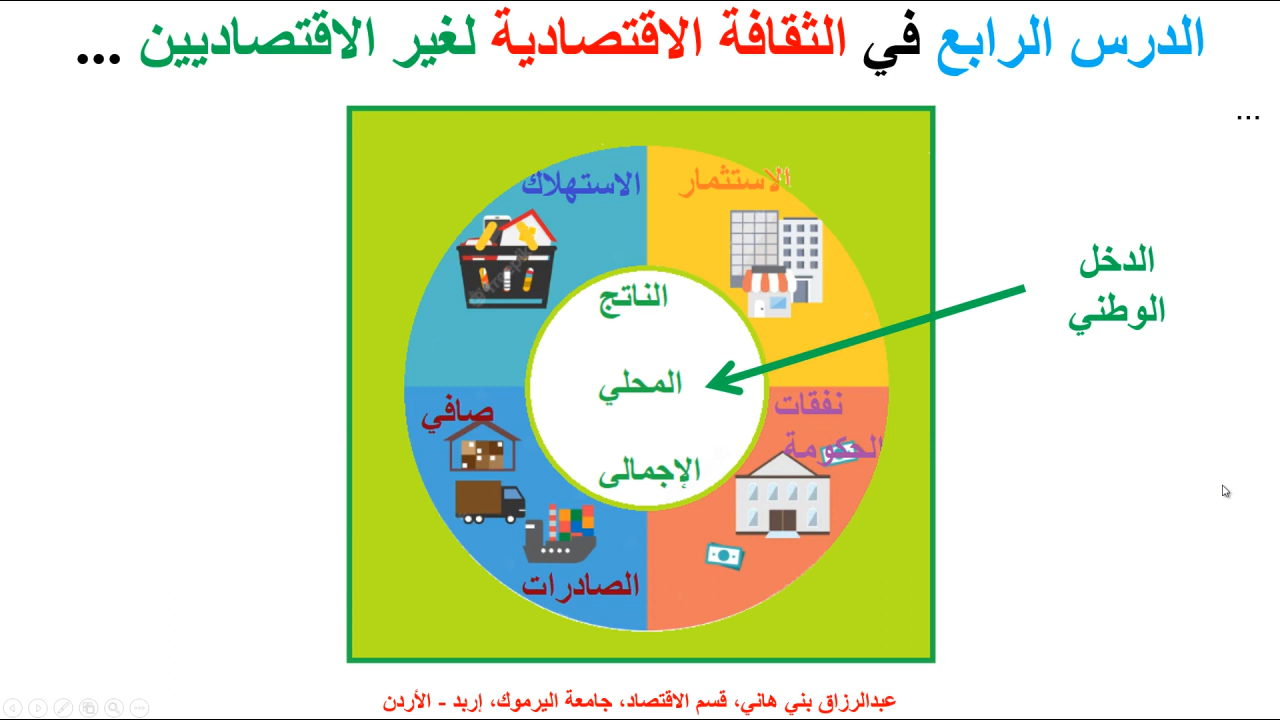 الدرس الرابع في الثقافة الاقتصادية لغير الاقتصاديين ...
...
الاستثمار
الاستهلاك
الدخل
الوطني
الناتج
المحلي
الإجمالي
نفقات
الحكومة
صافي
الصادرات
عبدالرزاق بني هاني، قسم الاقتصاد، جامعة اليرموك، إربد - الأردن